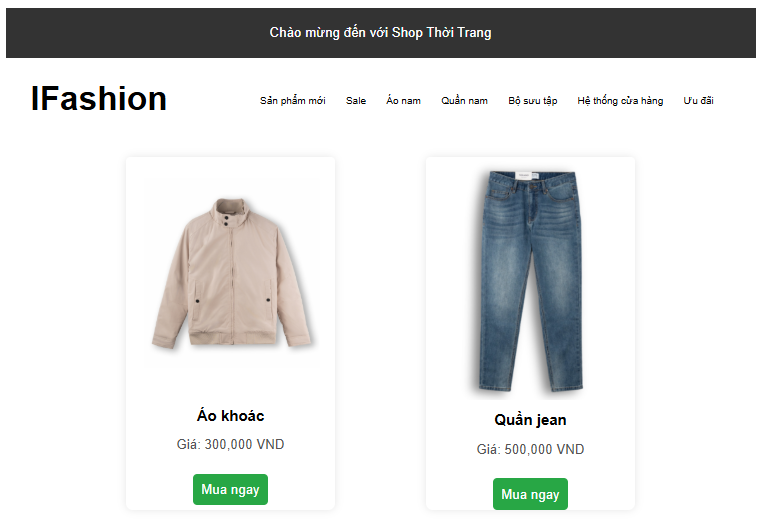 Chào mừng đến với Shop Thời Trang
IFashion
Sản phẩm mới Sale Áo nam Quần nam Bộ sưu tập Hệ thống cửa hàng Ưu đãi
Áo khoác
Giá: 300,000 VND
Mua ngay
Quần jean
Giá: 500,000 VND
Mua ngay